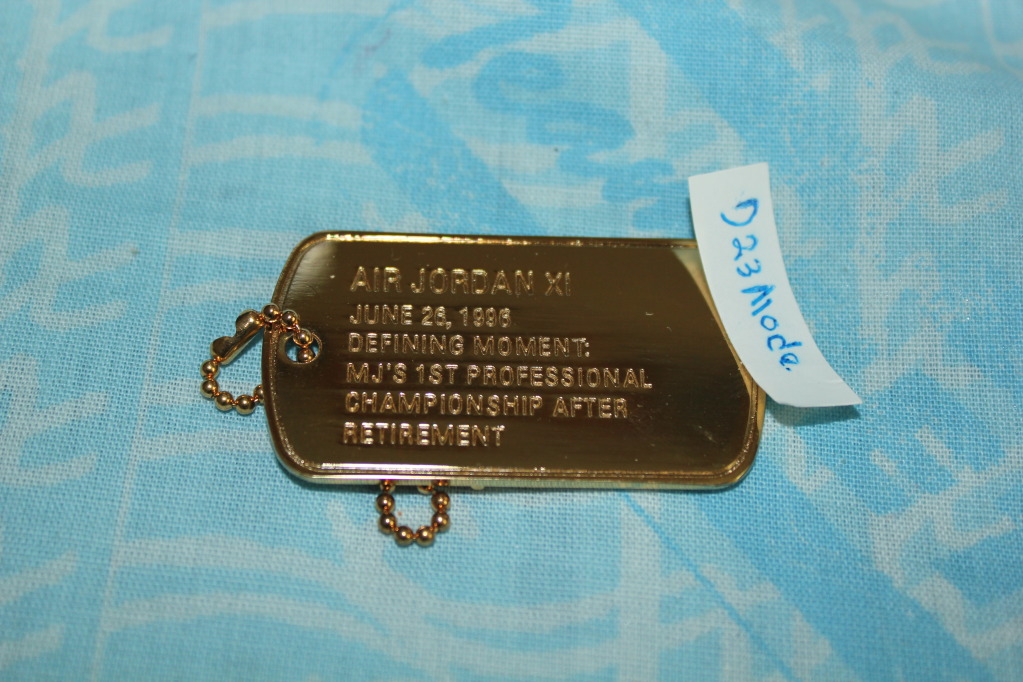 AIR JORDAN XI
JUNE 26, 1996
DEFINING MOMENT:
MJ'S 1ST PROFESSIONAL
CHAMPIONSHIP AFTER
RETIREMENT
D23Mode